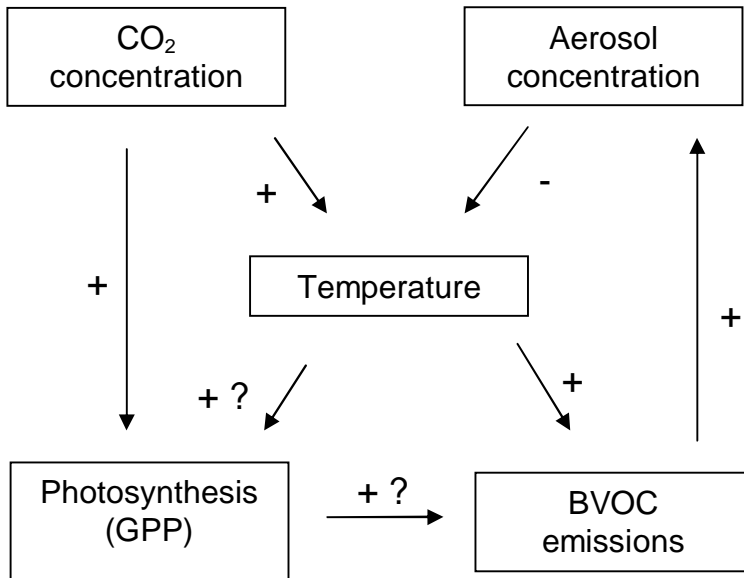 CO₂
concentration
Aerosol
concentration
+
-
+
Temperature
+
+ ?
+
Photosynthesis
(GPP)
+ ?
BVOC
emissions